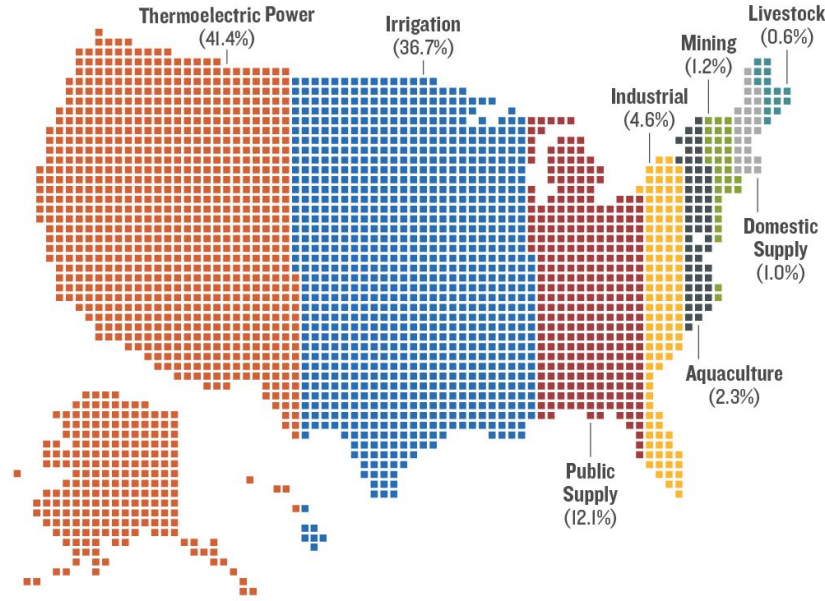 Thermoelectric Power
(41.4%)
Irrigation
(36.7%)
Livestock
(0.6%)
Mining
(1.2%)
Industrial
(4.6%)
Domestic
Supply
(1.0%)
Aquaculture
(2.3%)
Public
Supply
(12.1%)